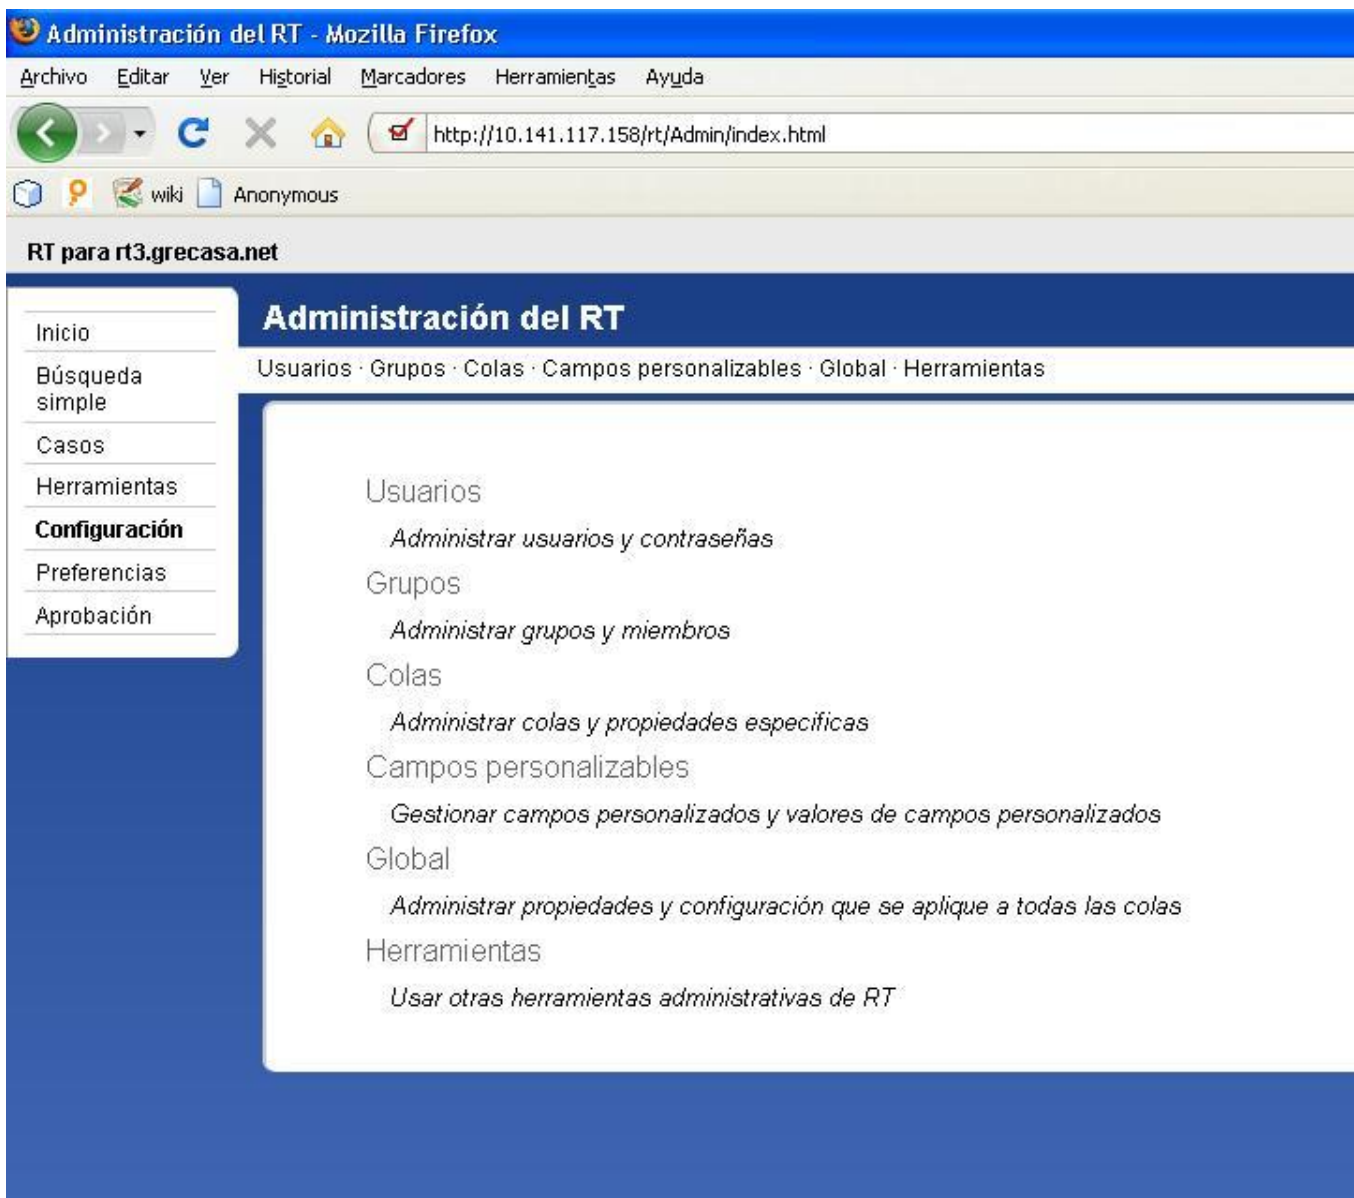 Administración del RT - Mozilla Firefox
Archivo Editar Ver Historial Marcadores Herramientas Ayuda
http://10.141.117.158/rt/Admin/index.html
wiki Anonymous
RT para rt3.grecasa.net
Inicio
Búsqueda
simple
Casos
Herramientas
Configuración
Preferencias
Aprobación
Administración del RT
Usuarios · Grupos · Colas · Campos personalizables · Global · Herramientas
Usuarios
Administrar usuarios y contraseñas
Grupos
Administrar grupos y miembros
Colas
Administrar colas y propiedades especificas
Campos personalizables
Gestionar campos personalizados y valores de campos personalizados
Global
Administrar propiedades y configuración que se aplique a todas las colas
Herramientas
Usar otras herramientas administrativas de RT